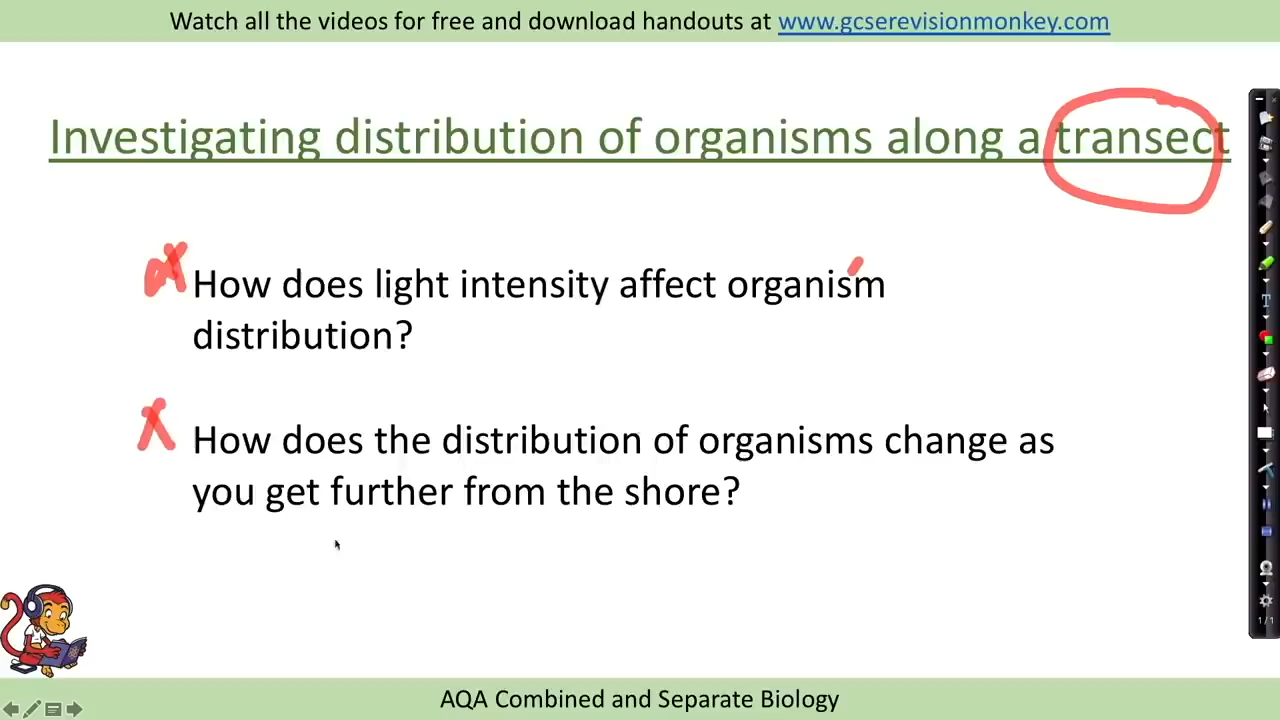 Watch all the videos for free and download handouts at www.gcserevisionmonkey.com
Investigating distribution of organisms along a transect
How does light intensity affect organism
distribution?
How does the distribution of organisms change as
you get further from the shore?
1/1
AQA Combined and Separate Biology